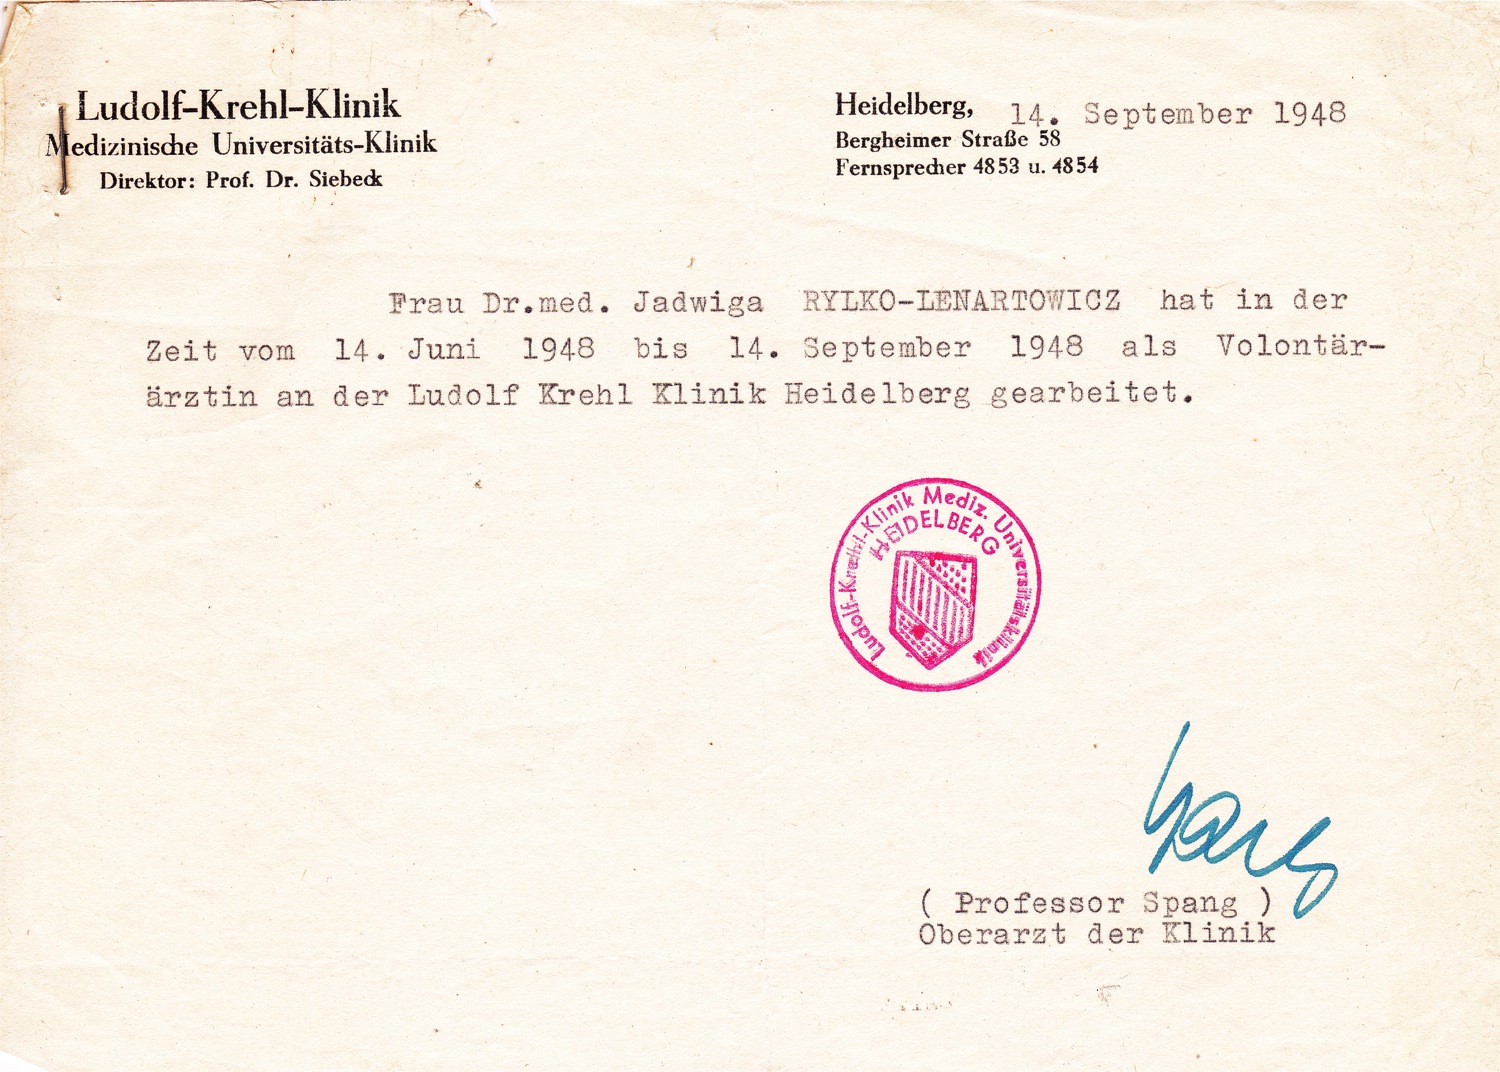 Ludolf-Krehl-Klinik
Medizinische Universitäts-Klinik
Direktor: Prof. Dr. Siebeck
Heidelberg, 14. September 1948
Bergheimer Straße 58
Fernsprecher 4853 u. 4854
Frau Dr.med. Jadwiga RYLKO-LENARTOWICZ hat in der
Zeit vom 14. Juni 1948 bis 14. September 1948 als Volontär-
ärztin an der Ludolf Krehl Klinik Heidelberg gearbeitet.
Ludolf-Krehl-Klinik Mediz. Universitätsklinik
HEIDELBERG
Spang
( Professor Spang )
Oberarzt der Klinik